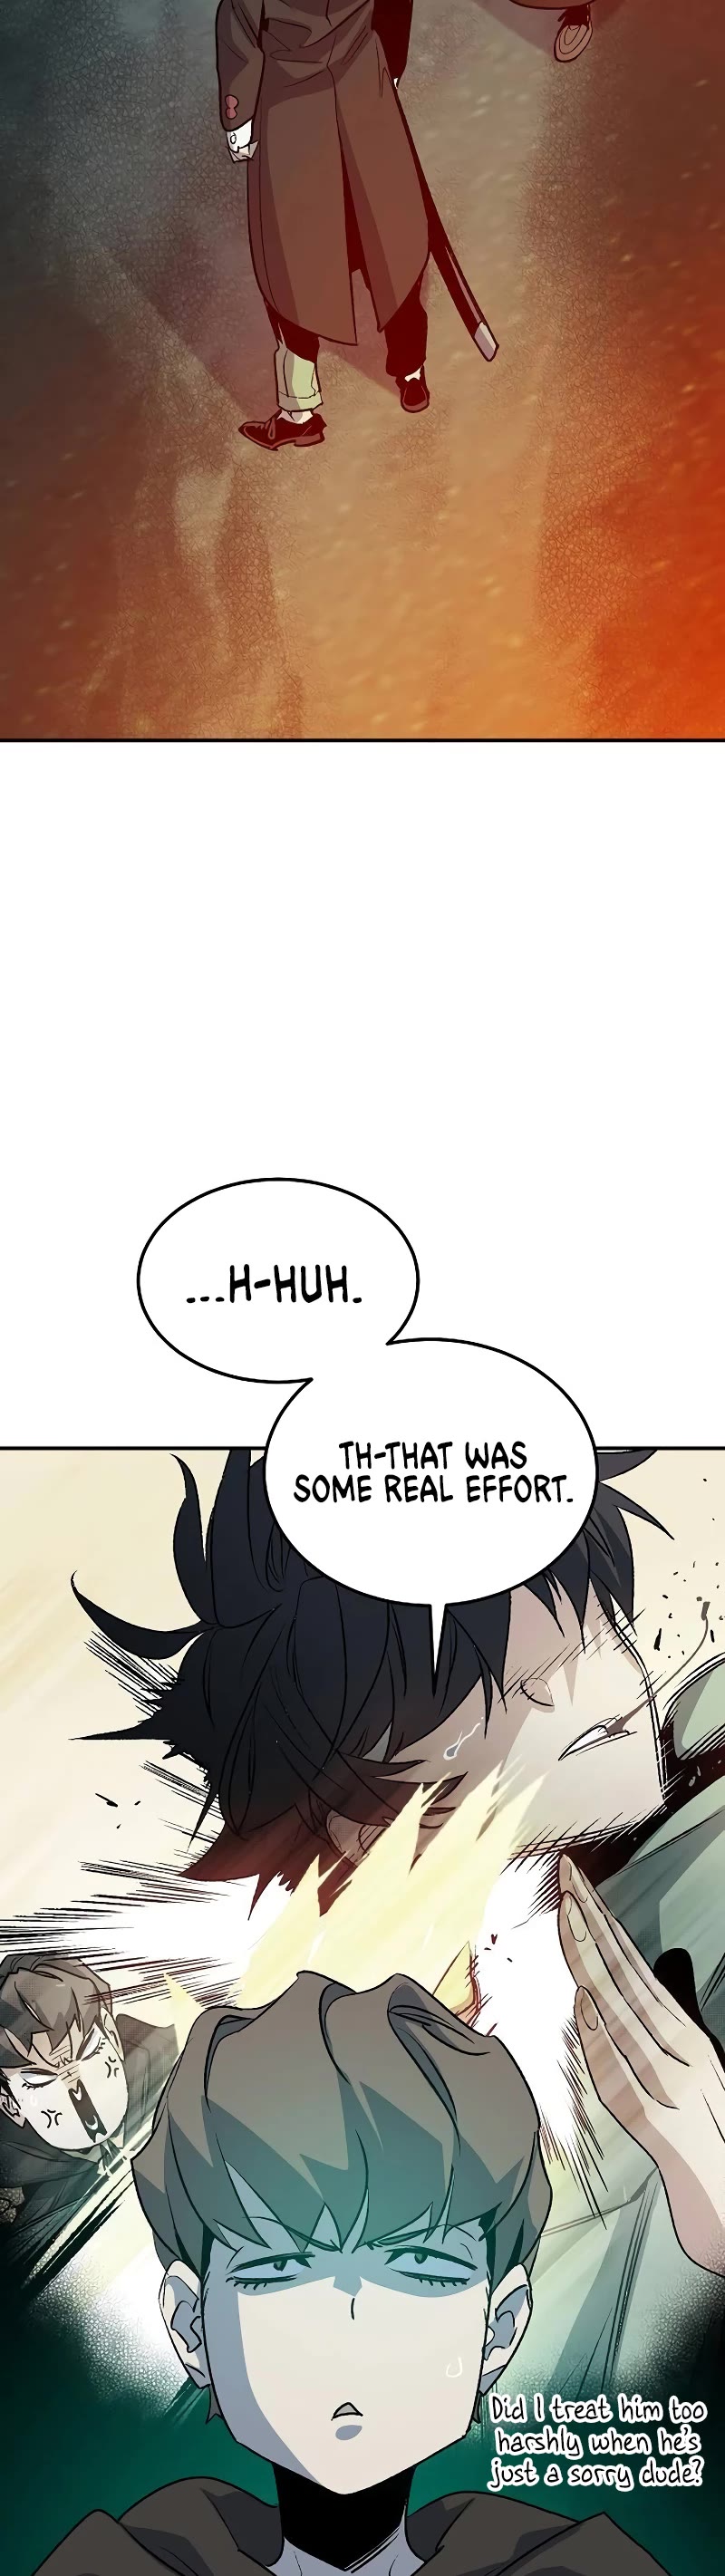 ...H-HUH.
TH-THAT WAS
SOME REAL EFFORT.
Did I treat him too
harshly when he's
just a sorry dude?